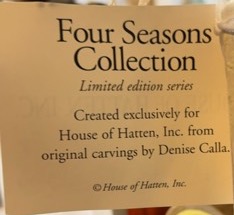 Four Seasons
Collection
Limited edition series
Created exclusively for
House of Hatten, Inc. from
original carvings by Denise Calla.
© House of Hatten, Inc.